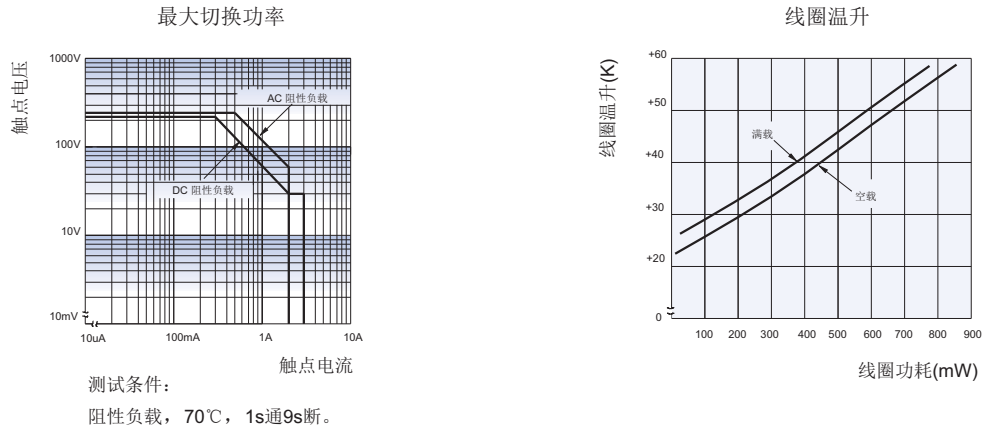 最大切换功率
触点电压
1000V
100V
10V
10mV
AC 阻性负载
DC 阻性负载
10uA
100mA
1A
10A
触点电流
测试条件：
阻性负载，70℃，1s通9s断。
线圈温升
线圈温升(K)
+60
+50
+40
+30
+20
0
满载
空载
100 200 300 400 500 600 700 800 900
线圈功耗(mW)